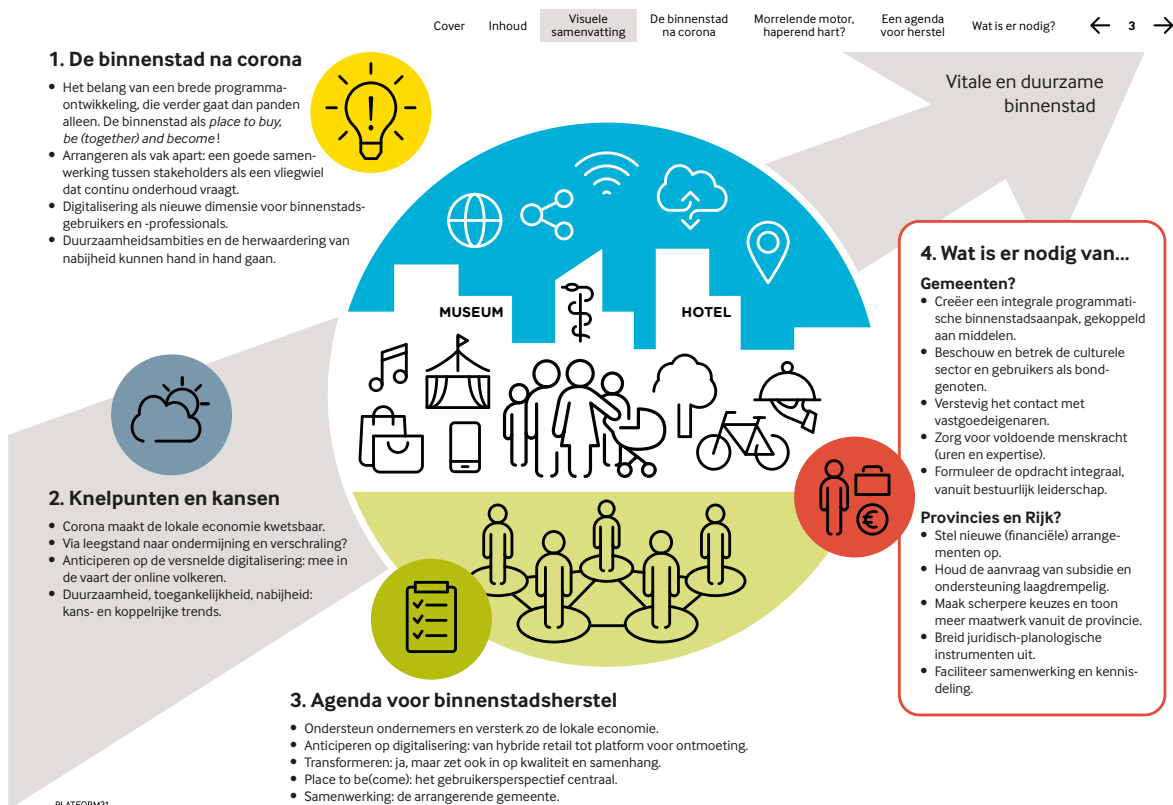 Cover
Inhoud
Visuele
samenvatting
De binnenstad
na corona
Morrelende motor,
haperend hart?
Een agenda
voor herstel
Wat is er nodig?
3
1. De binnenstad na corona
• Het belang van een brede programma-
ontwikkeling, die verder gaat dan panden
alleen. De binnenstad als place to buy,
be (together) and become!
• Arrangeren als vak apart: een goede samen-
werking tussen stakeholders als een vliegwiel
dat continu onderhoud vraagt.
• Digitalisering als nieuwe dimensie voor binnenstads-
gebruikers en -professionals.
• Duurzaamheidsambities en de herwaardering van
nabijheid kunnen hand in hand gaan.
Vitale en duurzame
binnenstad
MUSEUM
HOTEL
2. Knelpunten en kansen
• Corona maakt de lokale economie kwetsbaar.
• Via leegstand naar ondermijning en verschraling?
• Anticiperen op de versnelde digitalisering: mee in
de vaart der online volkeren.
• Duurzaamheid, toegankelijkheid, nabijheid:
kans- en koppelrijke trends.
3. Agenda voor binnenstadsherstel
• Ondersteun ondernemers en versterk zo de lokale economie.
• Anticiperen op digitalisering: van hybride retail tot platform voor ontmoeting.
• Transformeren: ja, maar zet ook in op kwaliteit en samenhang.
• Place to be(come): het gebruikersperspectief centraal.
• Samenwerking: de arrangerende gemeente.
4. Wat is er nodig van...
Gemeenten?
• Creëer een integrale programmati-
sche binnenstadsaanpak, gekoppeld
aan middelen.
• Beschouw en betrek de culturele
sector en gebruikers als bond-
genoten.
• Verstevig het contact met
vastgoedeigenaren.
• Zorg voor voldoende menskracht
(uren en expertise).
• Formuleer de opdracht integraal,
vanuit bestuurlijk leiderschap.
Provincies en Rijk?
• Stel nieuwe (financiële) arrange-
menten op.
• Houd de aanvraag van subsidie en
ondersteuning laagdrempelig.
• Maak scherpere keuzes en toon
meer maatwerk vanuit de provincie.
• Breid juridisch-planologische
instrumenten uit.
• Faciliteer samenwerking en kennis-
deling.
PLATFORM31